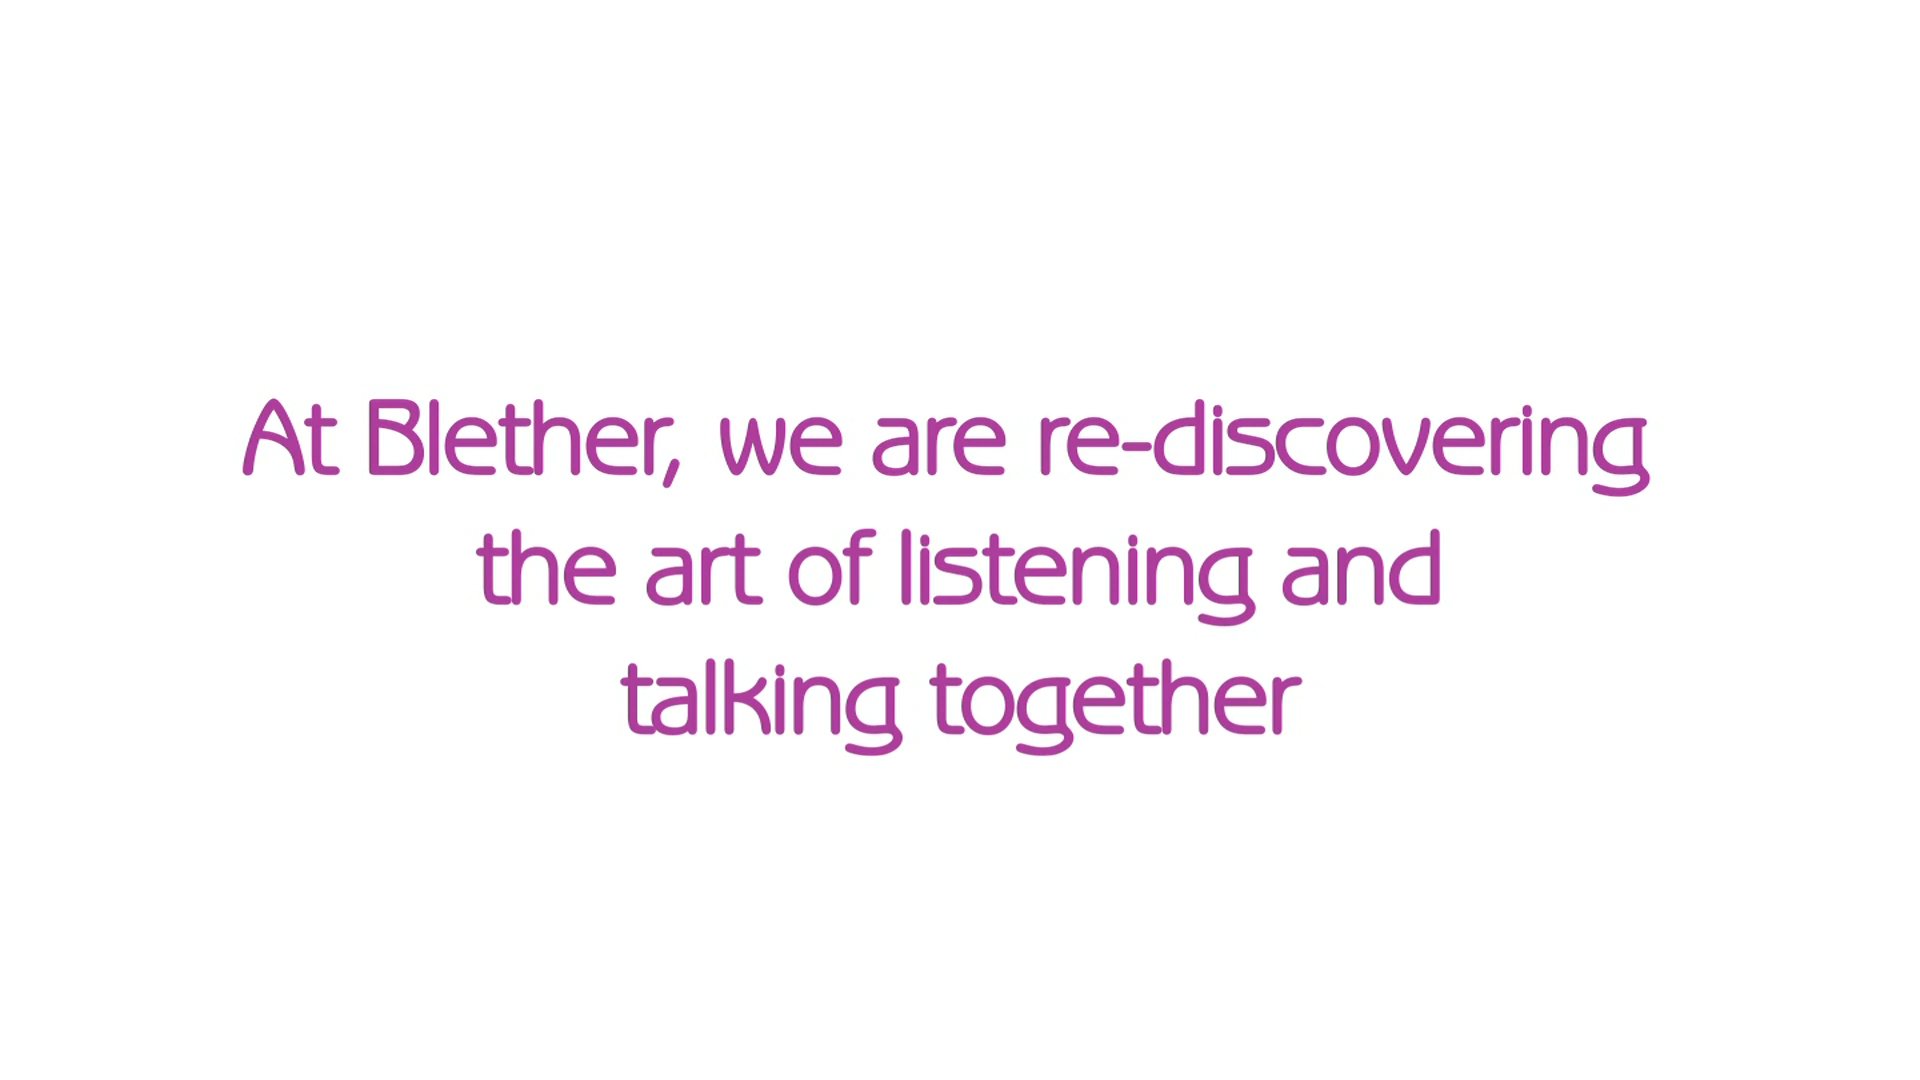 At Blether, we are re-discovering
the art of listening and
talking together